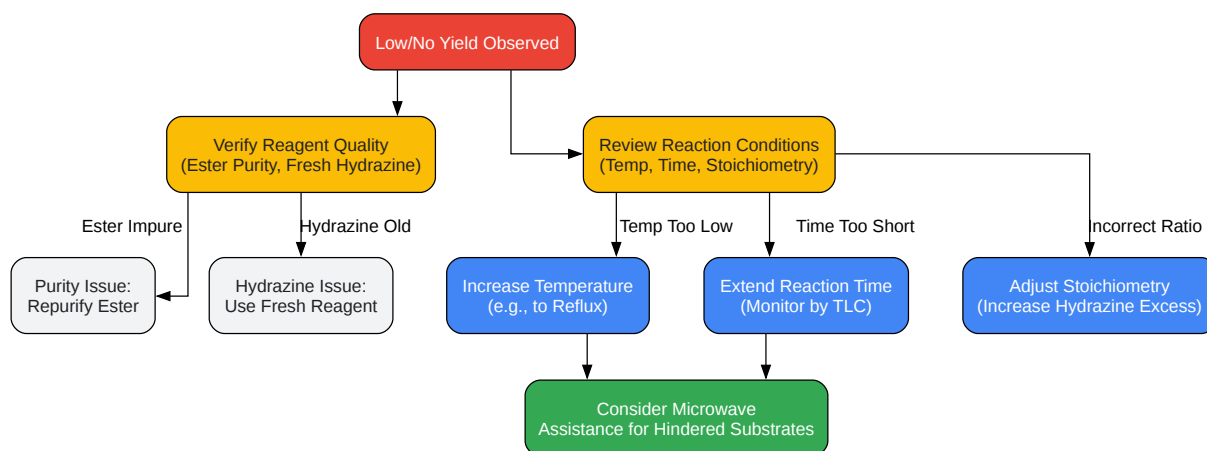 Low/No Yield Observed
Verify Reagent Quality
(Ester Purity, Fresh Hydrazine)
Review Reaction Conditions
(Temp, Time, Stoichiometry)
Ester Impure
Hydrazine Old
Temp Too Low
Time Too Short
Incorrect Ratio
Purity Issue:
Repurify Ester
Hydrazine Issue:
Use Fresh Reagent
Increase Temperature
(e.g., to Reflux)
Extend Reaction Time
(Monitor by TLC)
Adjust Stoichiometry
(Increase Hydrazine Excess)
Consider Microwave
Assistance for Hindered Substrates